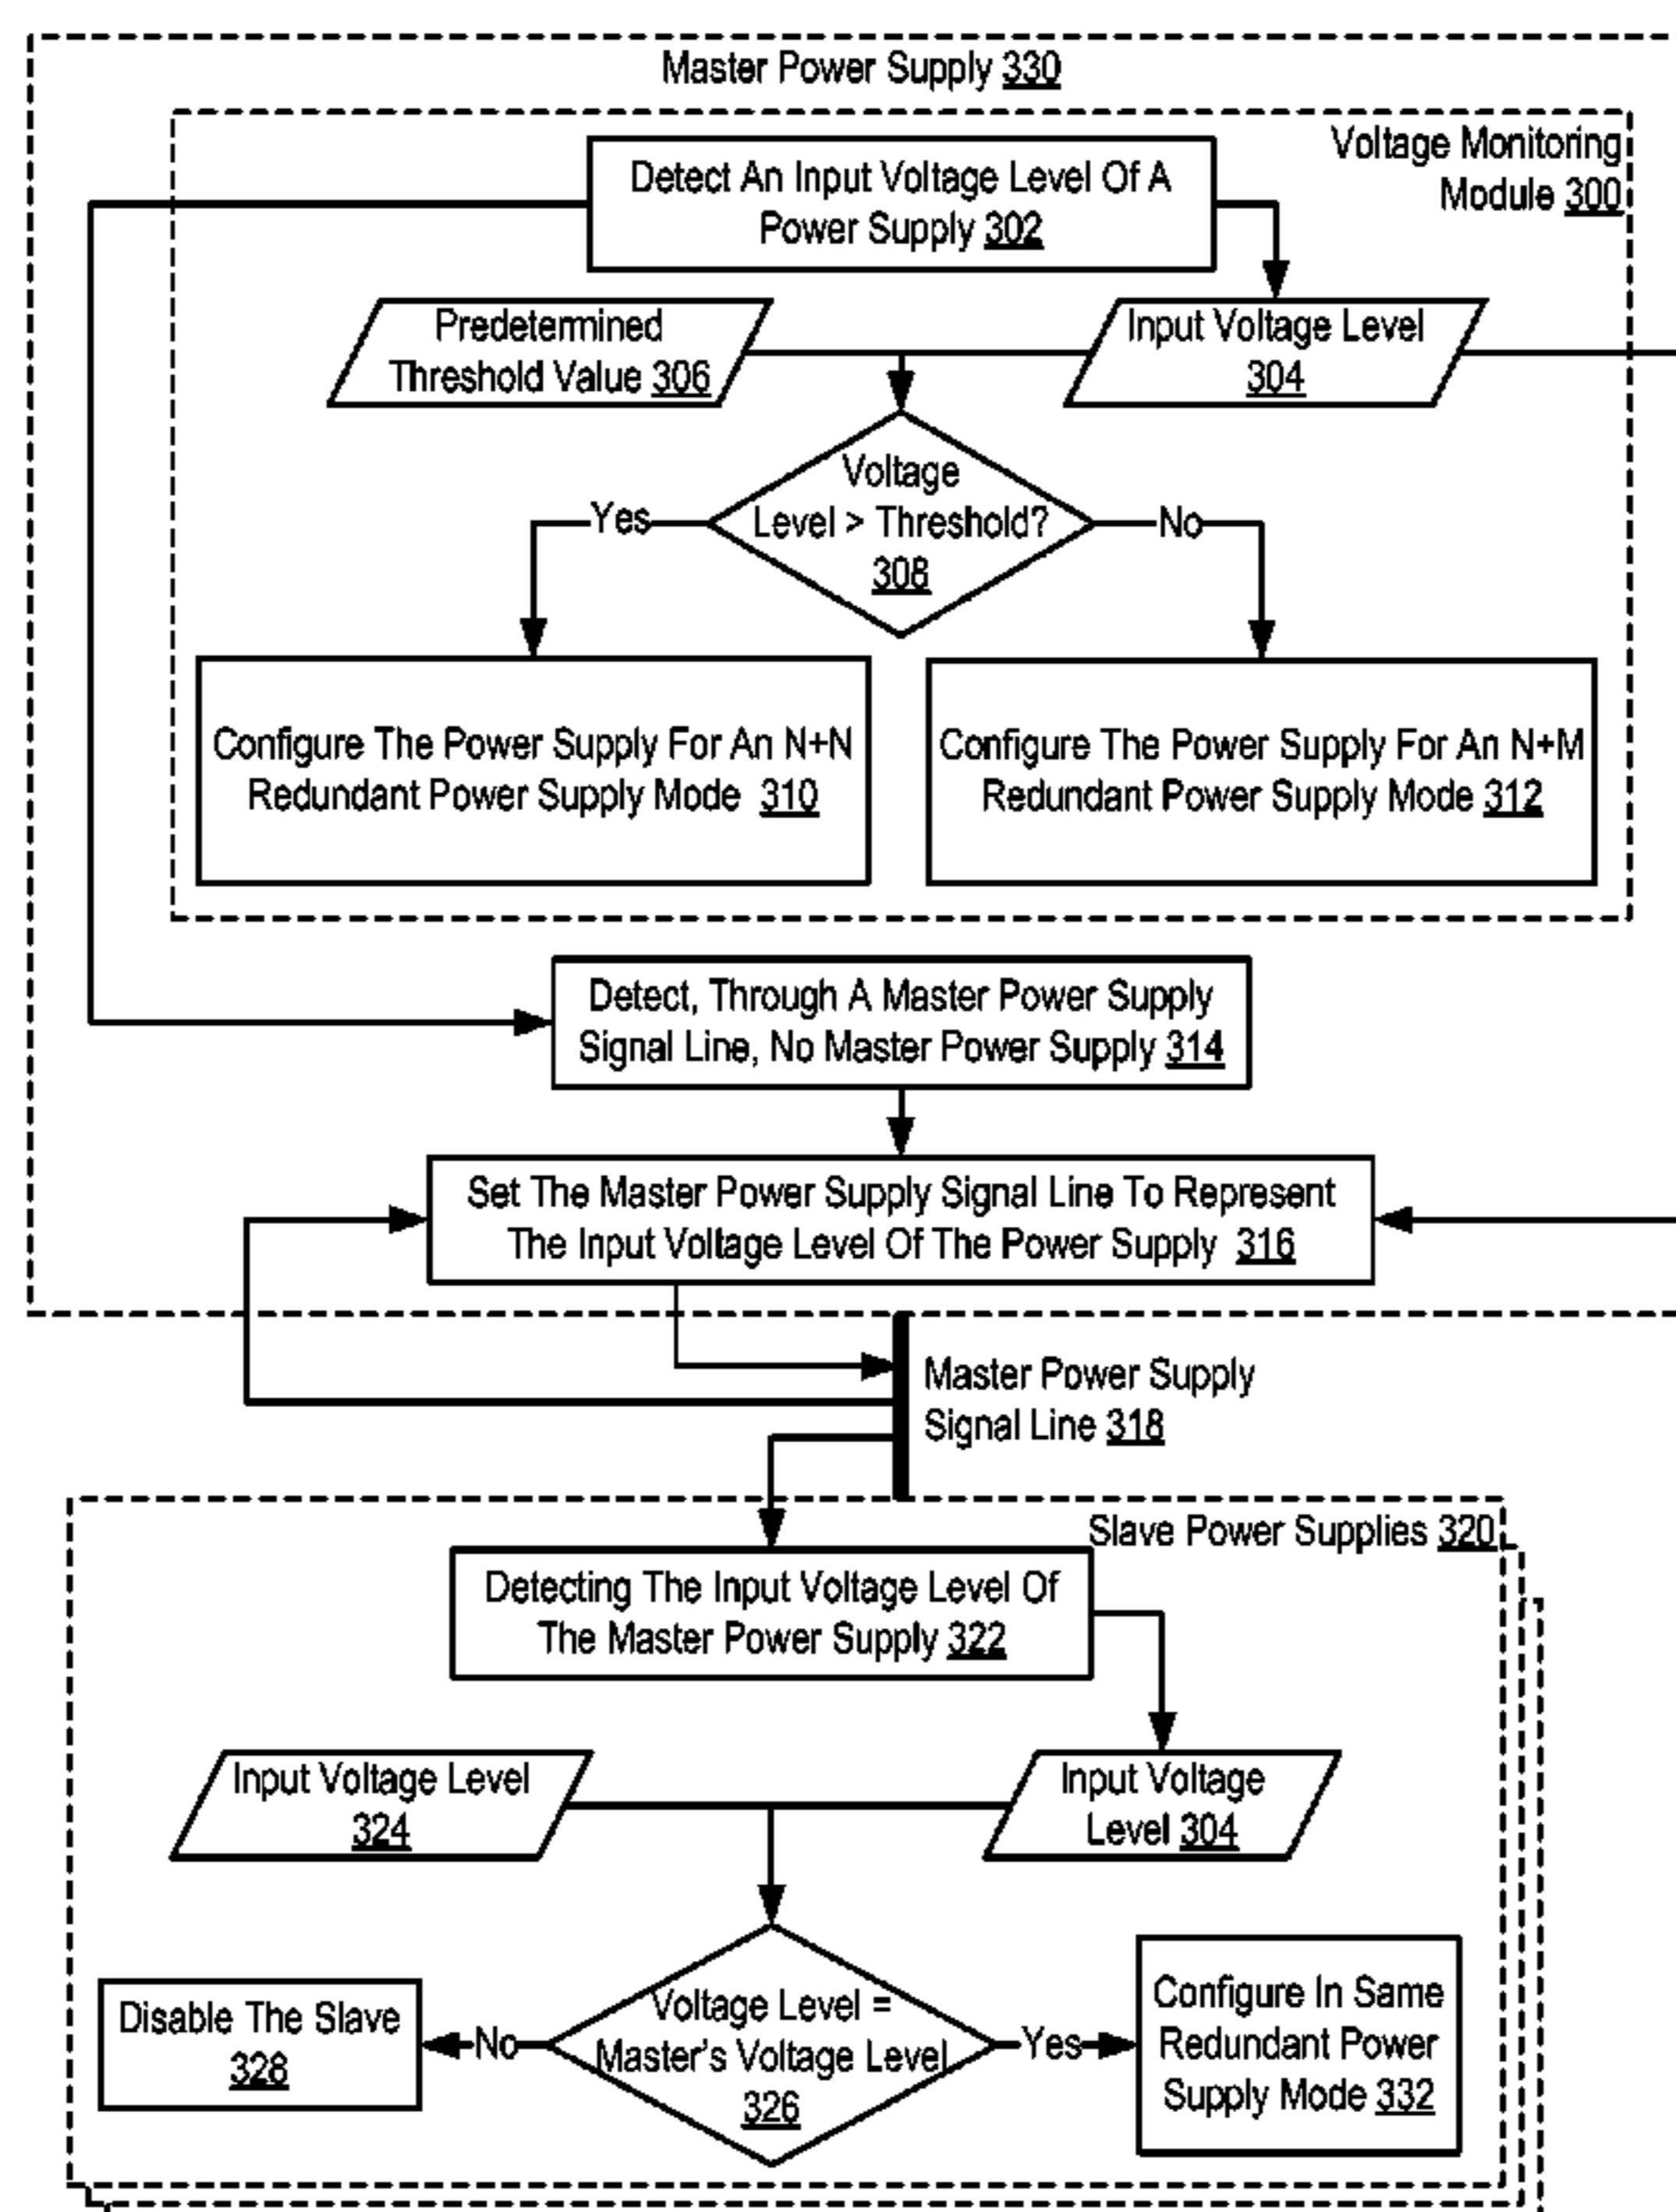 Master Power Supply 330
Voltage Monitoring
Module 300
Detect An Input Voltage Level Of A
Power Supply 302
Predetermined
Threshold Value 306
Input Voltage Level
304
Voltage
Level > Threshold?
308
Yes
No
Configure The Power Supply For An N+N
Redundant Power Supply Mode 310
Configure The Power Supply For An N+M
Redundant Power Supply Mode 312
Detect, Through A Master Power Supply
Signal Line, No Master Power Supply 314
Set The Master Power Supply Signal Line To Represent
The Input Voltage Level Of The Power Supply 316
Master Power Supply
Signal Line 318
Slave Power Supplies 320
Detecting The Input Voltage Level Of
The Master Power Supply 322
Input Voltage Level
324
Input Voltage
Level 304
Voltage Level =
Master's Voltage Level
326
No
Yes
Disable The Slave
328
Configure In Same
Redundant Power
Supply Mode 332